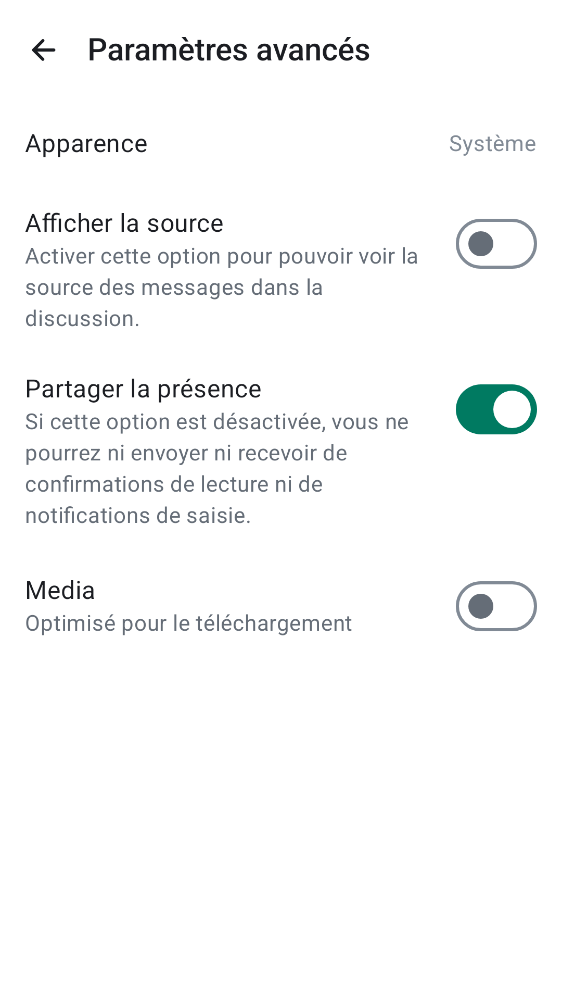 Paramètres avancés
Apparence
Système
Afficher la source
Activer cette option pour pouvoir voir la
source des messages dans la
discussion.
Partager la présence
Si cette option est désactivée, vous ne
pourrez ni envoyer ni recevoir de
confirmations de lecture ni de
notifications de saisie.
Media
Optimisé pour le téléchargement